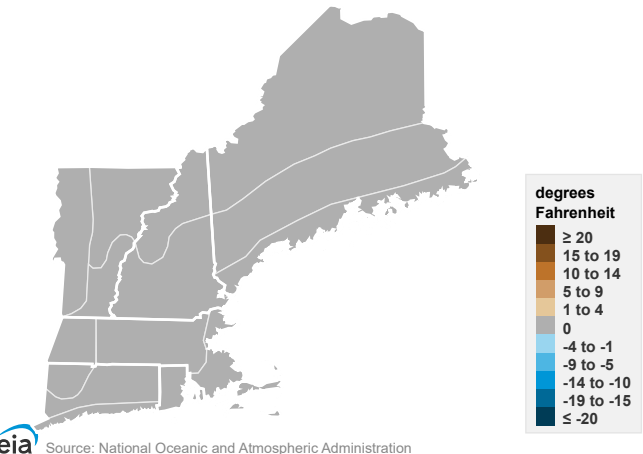 degrees
Fahrenheit
≥ 20
15 to 19
10 to 14
5 to 9
1 to 4
0
-4 to -1
-9 to -5
-14 to -10
-19 to -15
≤ -20
eia Source: National Oceanic and Atmospheric Administration